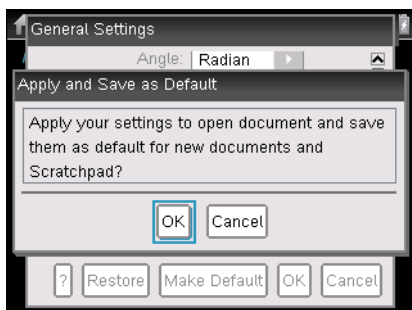 General Settings
Angle: Radian
Apply and Save as Default
Apply your settings to open document and save
them as default for new documents and
Scratchpad?
OK Cancel
? Restore Make Default OK Cancel